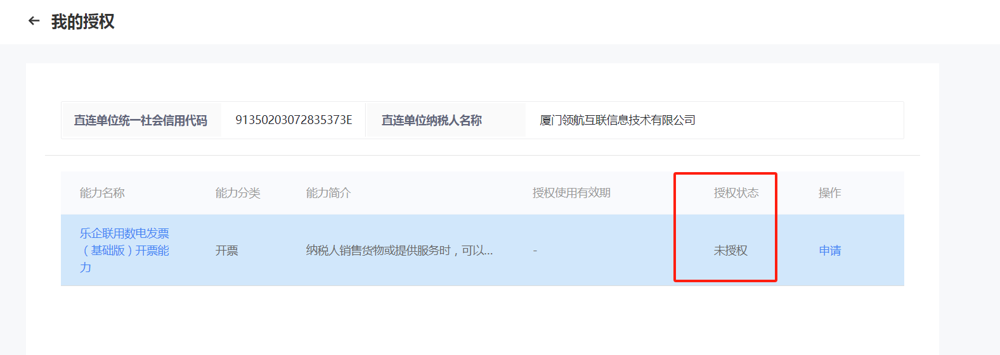 我的授权
直连单位统一社会信用代码 91350203072835373E 直连单位纳税人名称 厦门领航互联信息技术有限公司
能力名称 能力分类 能力简介 授权使用有效期 授权状态 操作
乐企联用数电发票
（基础版）开票能
力
开票 纳税人销售货物或提供服务时，可以... - 未授权 申请